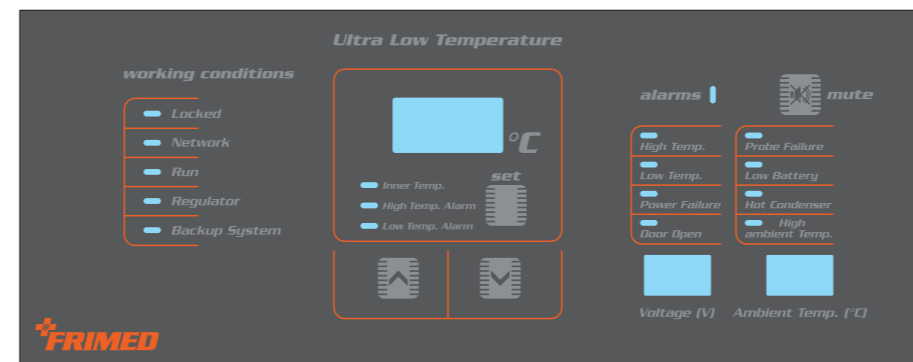 Ultra Low Temperature
working conditions
Locked
Network
Run
Regulator
Backup System
°C
set
Inner Temp.
High Temp. Alarm
Low Temp. Alarm
alarms
mute
High Temp.
Low Temp.
Power Failure
Door Open
Probe Failure
Low Battery
Hot Condenser
High
ambient Temp.
Voltage (V)
Ambient Temp. (°C)
FRIMED